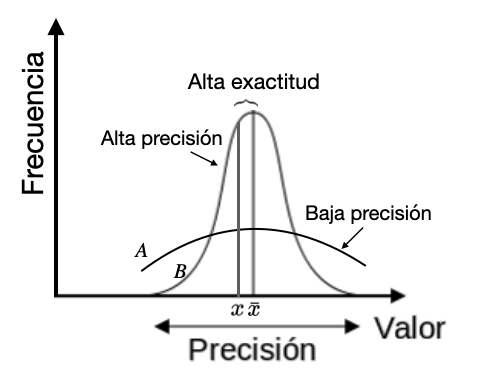 Frecuencia
Alta exactitud
Alta precisión
Baja precisión
A
B
x x̄
Valor
Precisión